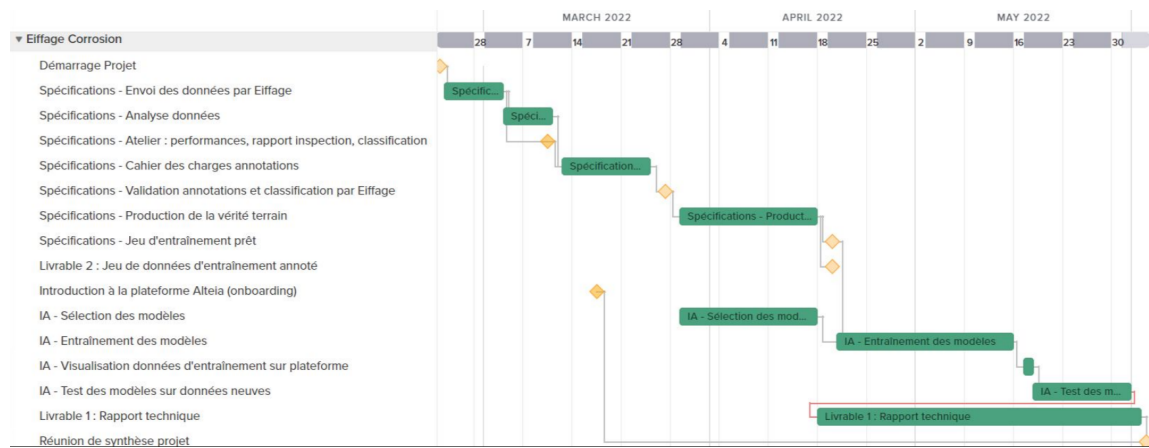 MARCH 2022 APRIL 2022 MAY 2022
Eiffage Corrosion 28 7 14 21 28 4 11 18 25 2 9 16 23 30
Démarrage Projet
Spécifications - Envoi des données par Eiffage Spécific...
Spécifications - Analyse données Spéci...
Spécifications - Atelier : performances, rapport inspection, classification
Spécifications - Cahier des charges annotations Spécification...
Spécifications - Validation annotations et classification par Eiffage
Spécifications - Production de la vérité terrain Spécifications - Product...
Spécifications - Jeu d'entraînement prêt
Livrable 2 : Jeu de données d'entraînement annoté
Introduction à la plateforme Alteia (onboarding)
IA - Sélection des modèles IA - Sélection des mod...
IA - Entraînement des modèles IA - Entraînement des modèles
IA - Visualisation données d'entraînement sur plateforme
IA - Test des modèles sur données neuves IA - Test des m...
Livrable 1 : Rapport technique Livrable 1 : Rapport technique
Réunion de synthèse projet